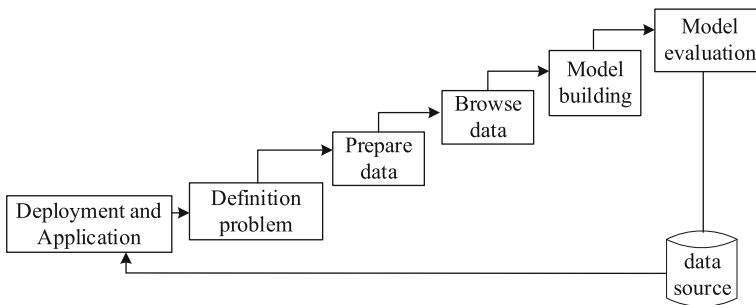 Model
evaluation
Model
building
Browse
data
Prepare
data
Definition
problem
Deployment and
Application
data
source